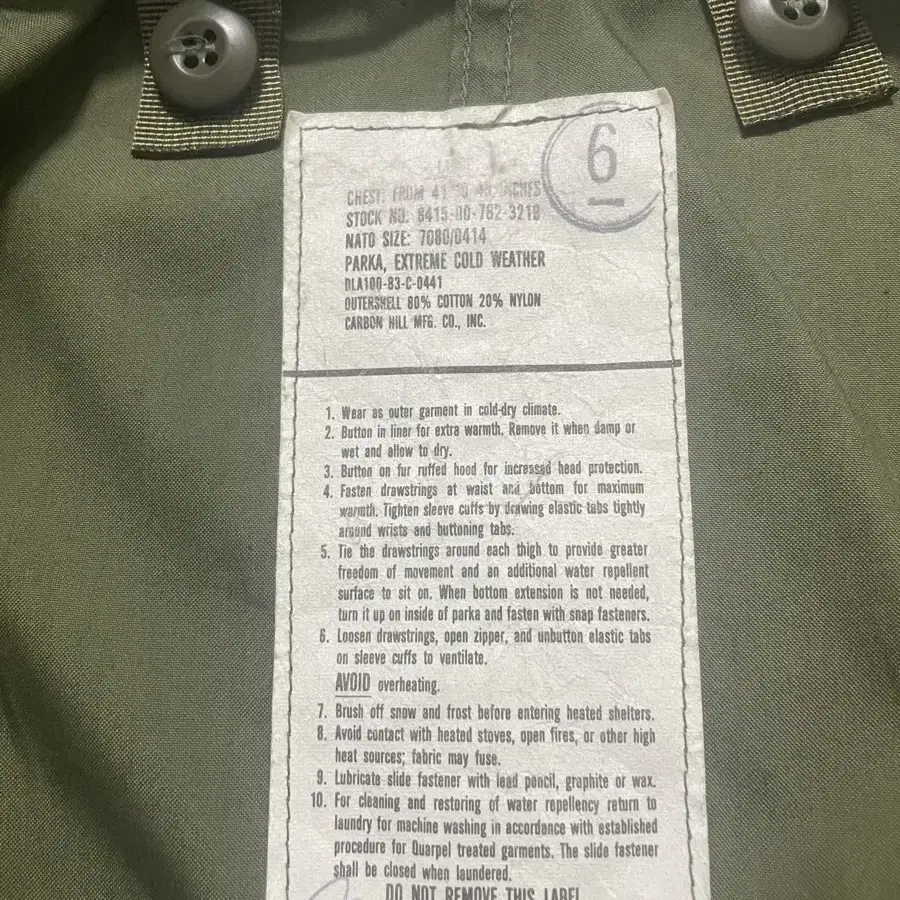 6
CHEST: FROM 41 INCHES
STOCK NO. 8415-00-782-3218
NATO SIZE: 7080/0414
PARKA, EXTREME COLD WEATHER
DLA100-83-C-0441
OUTERSHELL 80% COTTON 20% NYLON
CARBON HILL MFG. CO., INC.
1. Wear as outer garment in cold-dry climate.
2. Button in liner for extra warmth. Remove it when damp or
wet and allow to dry.
3. Button on fur ruffed hood for increased head protection.
4. Fasten drawstrings at waist and bottom for maximum
warmth. Tighten sleeve cuffs by drawing elastic tabs tightly
around wrists and buttoning tabs.
5. Tie the drawstrings around each thigh to provide greater
freedom of movement and an additional water repellent
surface to sit on. When bottom extension is not needed,
turn it up on inside of parka and fasten with snap fasteners.
6. Loosen drawstrings, open zipper, and unbutton elastic tabs
on sleeve cuffs to ventilate.
AVOID overheating.
7. Brush off snow and frost before entering heated shelters.
8. Avoid contact with heated stoves, open fires, or other high
heat sources; fabric may fuse.
9. Lubricate slide fastener with lead pencil, graphite or wax.
10. For cleaning and restoring of water repellency return to
laundry for machine washing in accordance with established
procedure for Quarpel treated garments. The slide fastener
shall be closed when laundered.
DO NOT REMOVE THIS LABEL